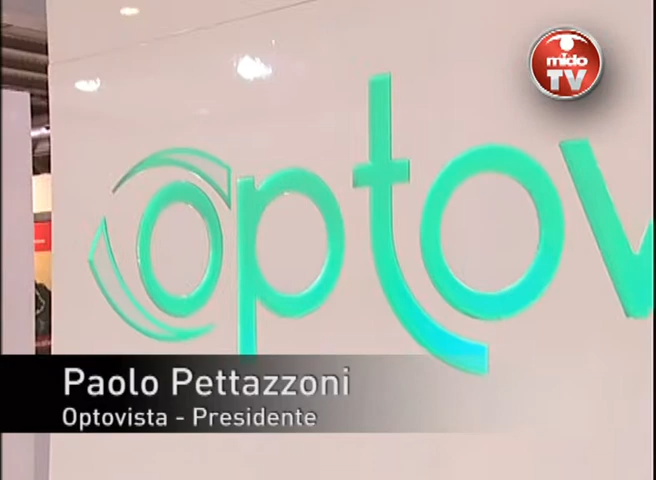 mido
TV
optov
Paolo Pettazzoni
Optovista - Presidente